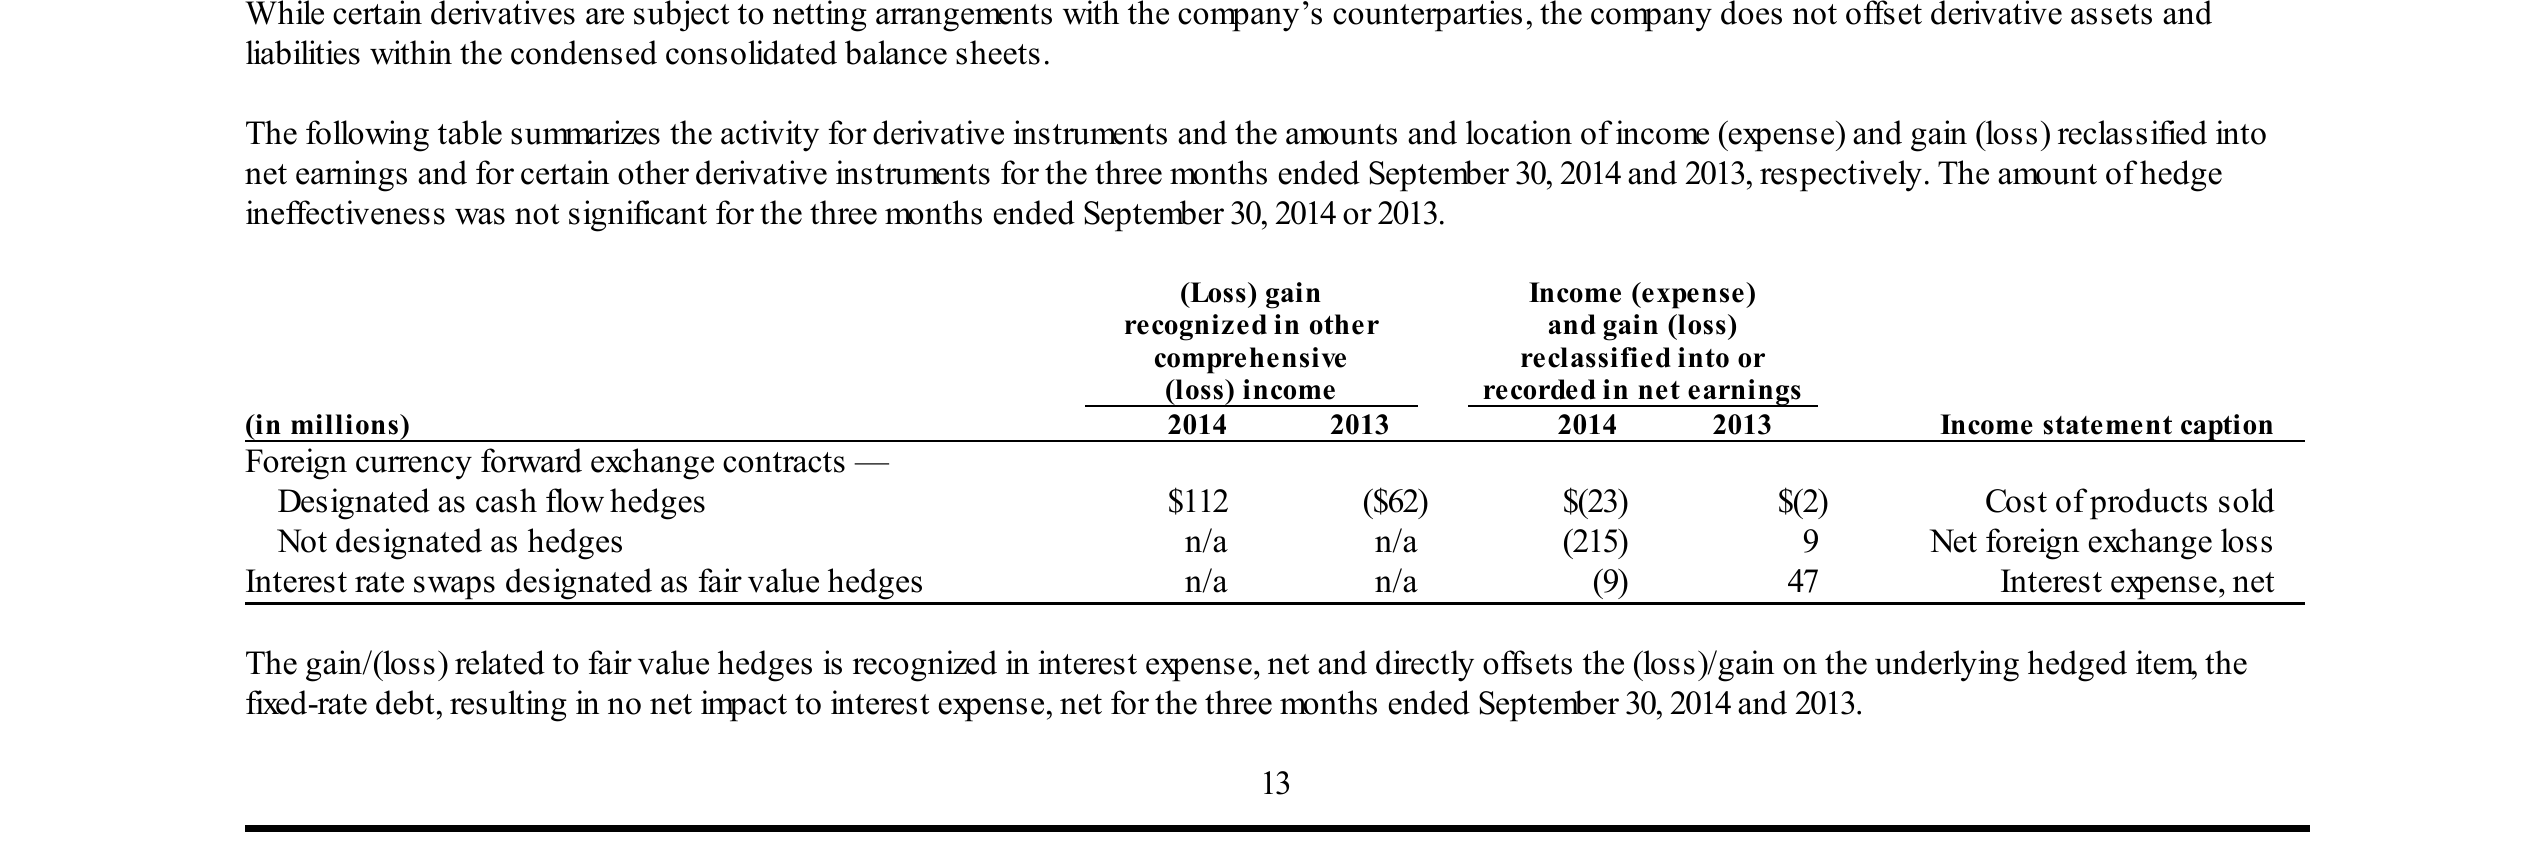 While certain derivatives are subject to netting arrangements with the company’s counterparties, the company does not offset derivative assets and
liabilities within the condensed consolidated balance sheets.
The following table summarizes the activity for derivative instruments and the amounts and location of income (expense) and gain (loss) reclassified into
net earnings and for certain other derivative instruments for the three months ended September 30, 2014 and 2013, respectively. The amount of hedge
ineffectiveness was not significant for the three months ended September 30, 2014 or 2013.
(Loss) gain Income (expense)
recognized in other and gain (loss)
comprehensive reclassified into or
(loss) income recorded in net earnings
(in millions) 2014 2013 2014 2013 Income statement caption
Foreign currency forward exchange contracts —
Designated as cash flow hedges $112 ($62) $(23) $(2) Cost of products sold
Not designated as hedges n/a n/a (215) 9 Net foreign exchange loss
Interest rate swaps designated as fair value hedges n/a n/a (9) 47 Interest expense, net
The gain/(loss) related to fair value hedges is recognized in interest expense, net and directly offsets the (loss)/gain on the underlying hedged item, the
fixed-rate debt, resulting in no net impact to interest expense, net for the three months ended September 30, 2014 and 2013.
13